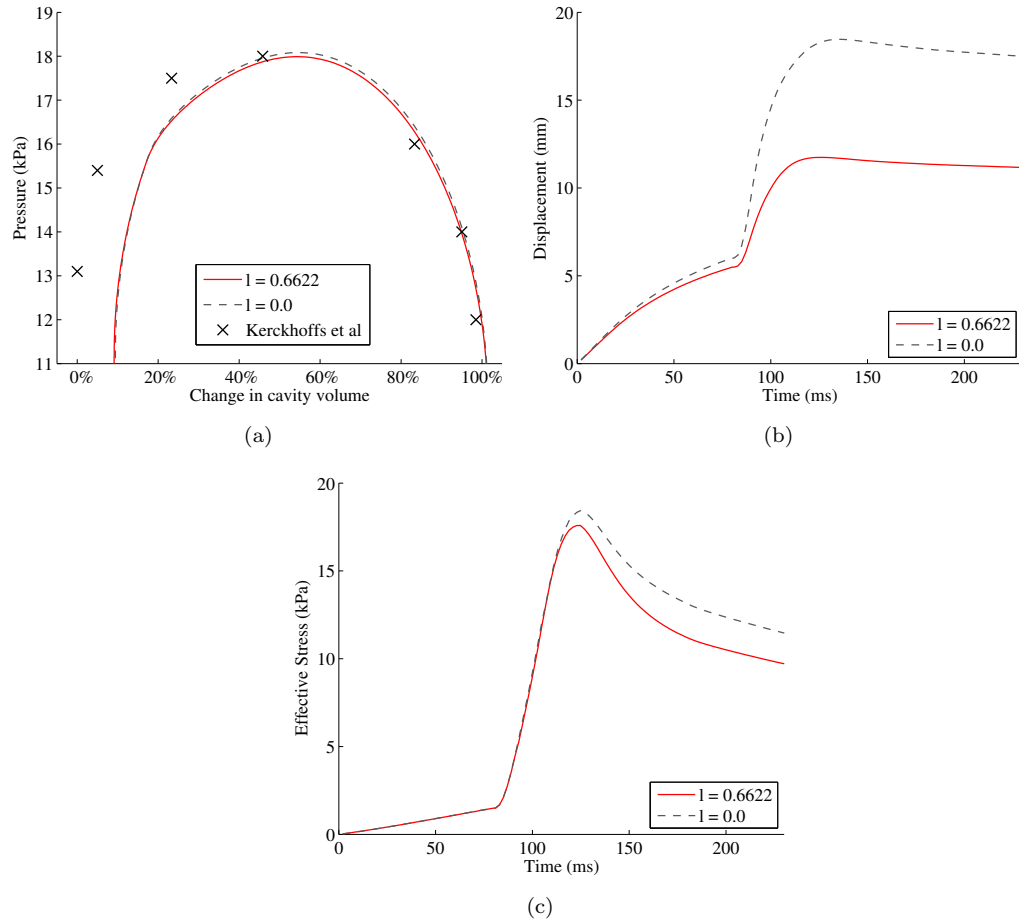 19
18
17
16
15
14
13
12
11
Pressure (kPa)
l = 0.6622
l = 0.0
Kerckhoffs et al
0% 20% 40% 60% 80% 100%
Change in cavity volume
(a)
20
15
10
5
0
Displacement (mm)
l = 0.6622
l = 0.0
0 50 100 150 200
Time (ms)
(b)
20
15
10
5
0
Effective Stress (kPa)
l = 0.6622
l = 0.0
0 50 100 150 200
Time (ms)
(c)